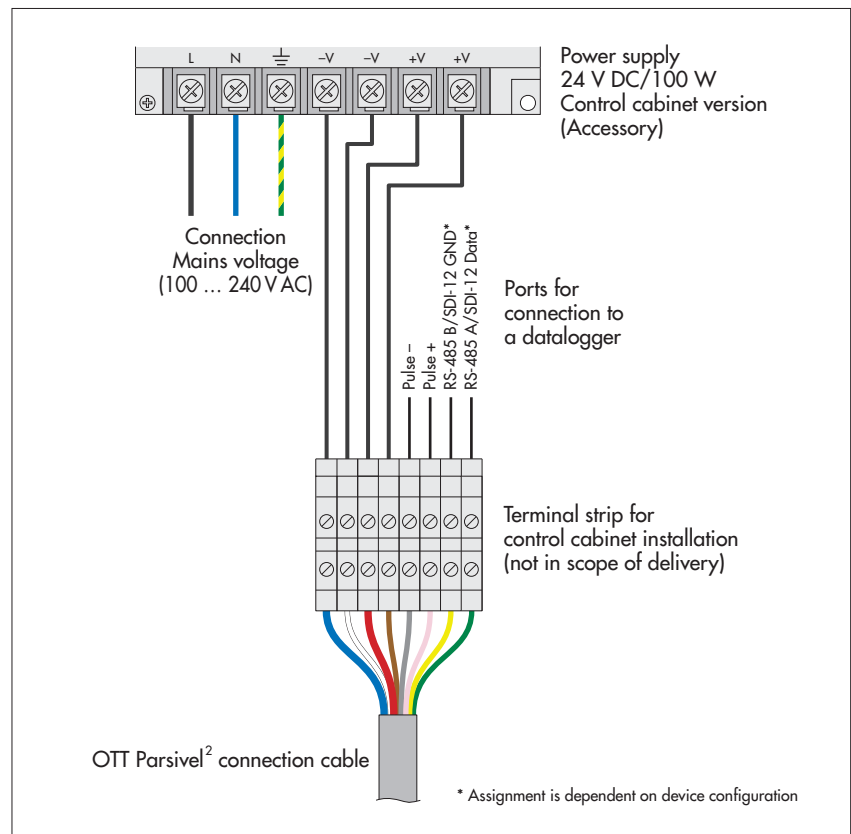 L N –V –V +V +V
Power supply
24 V DC/100 W
Control cabinet version
(Accessory)
Connection
Mains voltage
(100 ... 240 V AC)
Pulse –
Pulse +
RS-485 B/SDI-12 GND*
RS-485 A/SDI-12 Data*
Ports for
connection to
a datalogger
Terminal strip for
control cabinet installation
(not in scope of delivery)
OTT Parsivel² connection cable
* Assignment is dependent on device configuration